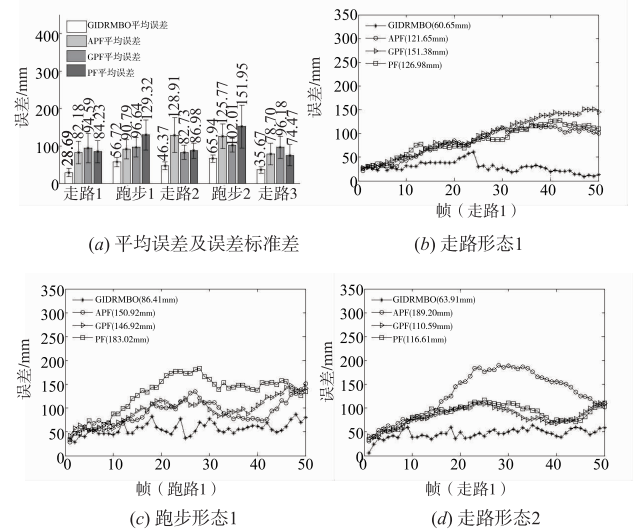 误差/mm
400
300
200
100
0
GIDRMBO平均误差
APF平均误差
GPF平均误差
PF平均误差
28.69
82.18
94.59
84.23
56.72
90.79
96.64
129.32
46.37
128.91
82.73
86.98
65.94
125.77
102.01
151.95
35.67
78.70
96.18
74.47
走路1 跑步1 走路2 跑步2 走路3
(a) 平均误差及误差标准差
误差/mm
350
300
250
200
150
100
50
0
GIDRMBO(60.65mm)
APF(121.65mm)
GPF(151.38mm)
PF(126.98mm)
0 10 20 30 40 50
帧（走路1）
(b) 走路形态1
误差/mm
350
300
250
200
150
100
50
0
GIDRMBO(86.41mm)
APF(150.92mm)
GPF(146.92mm)
PF(183.02mm)
0 10 20 30 40 50
帧（跑路1）
(c) 跑步形态1
误差/mm
350
300
250
200
150
100
50
0
GIDRMBO(63.91mm)
APF(189.20mm)
GPF(110.59mm)
PF(116.61mm)
0 10 20 30 40 50
帧（走路1）
(d) 走路形态2